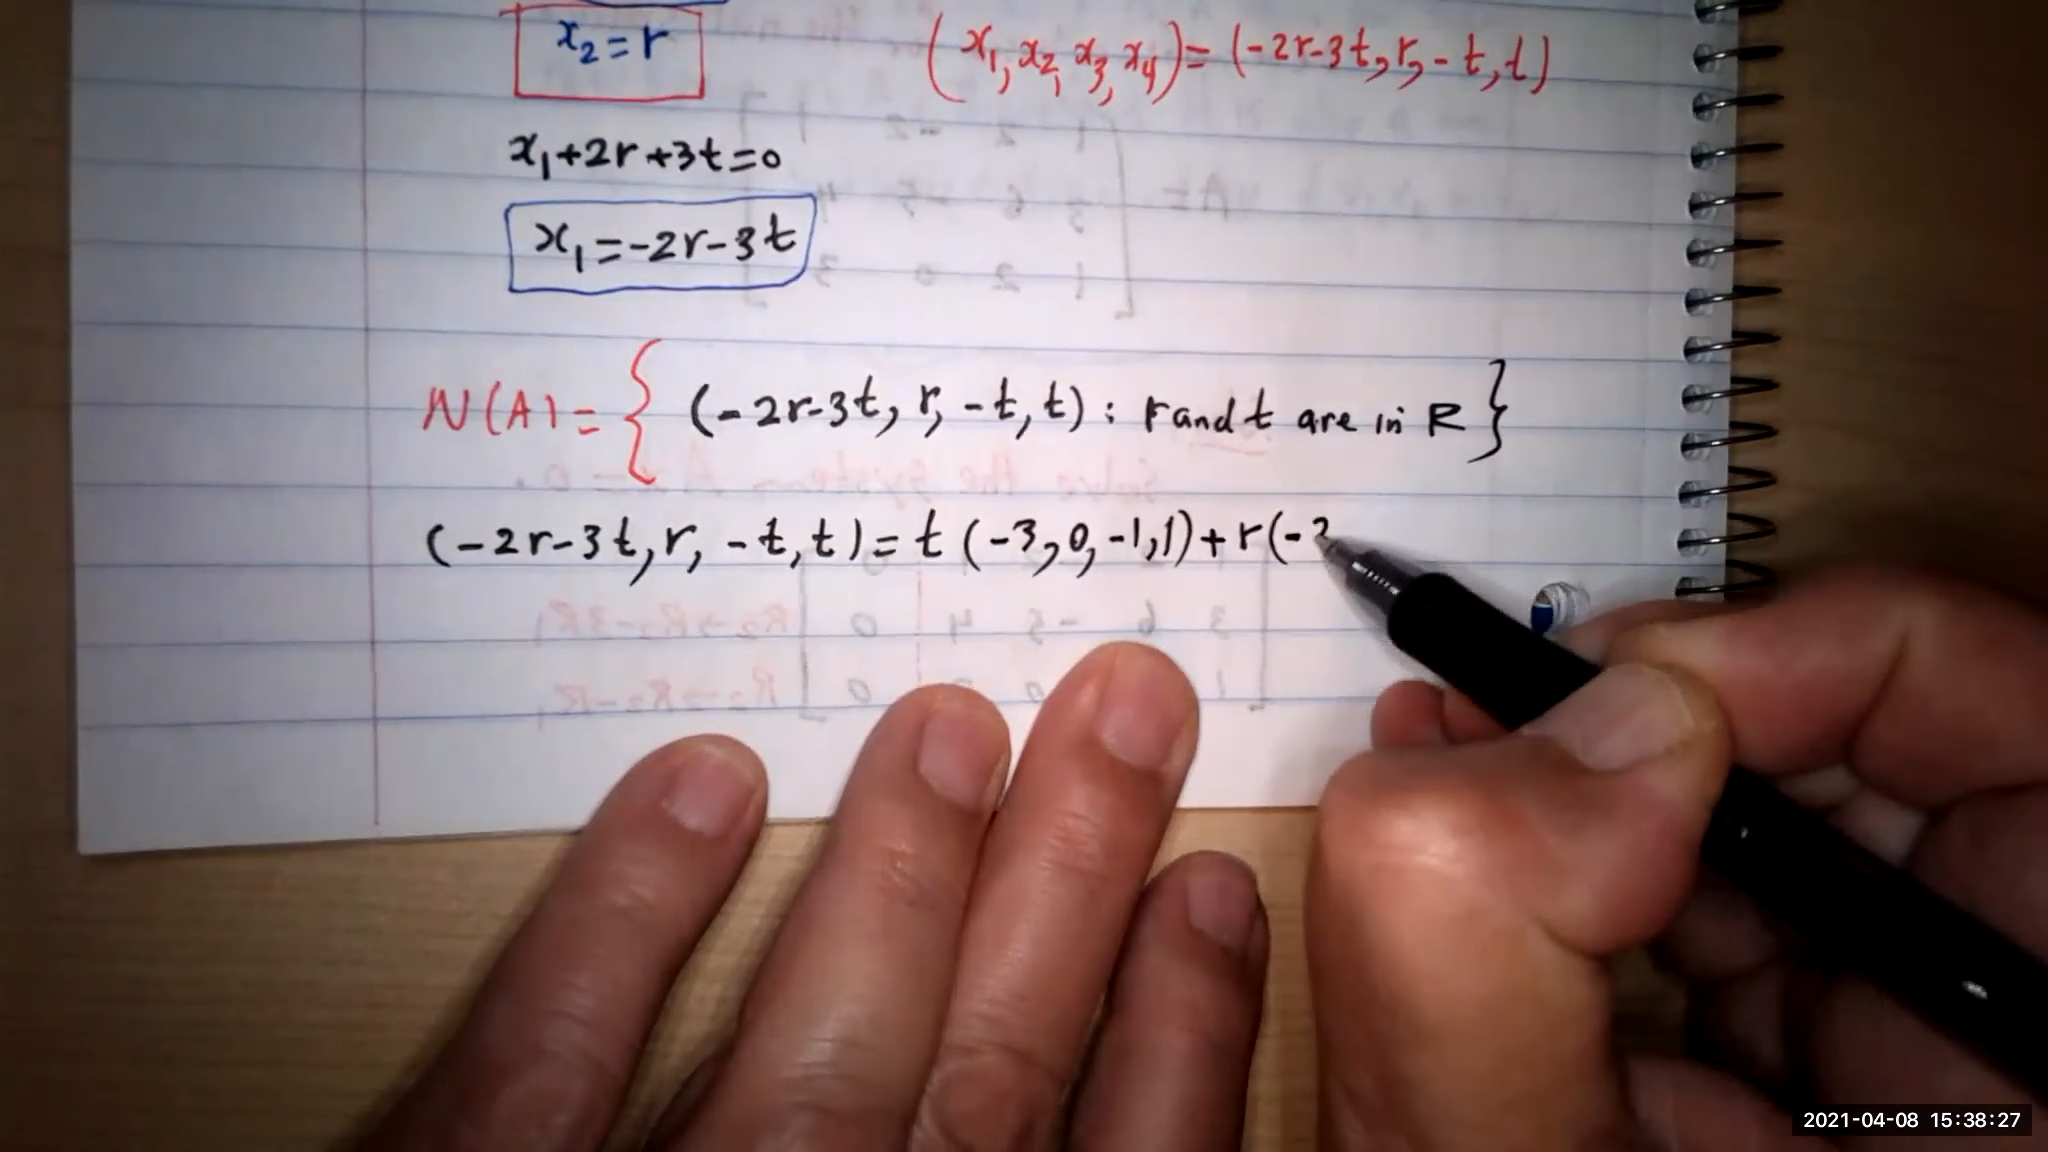 x₂ = r
(x₁, x₂, x₃, x₄) = (-2r-3t, r, -t, t)
x₁+2r+3t=0
x₁=-2r-3t
N(A) = { (-2r-3t, r, -t, t) : r and t are in R }
(-2r-3t, r, -t, t) = t (-3, 0, -1, 1) + r (-2
2021-04-08 15:38:27